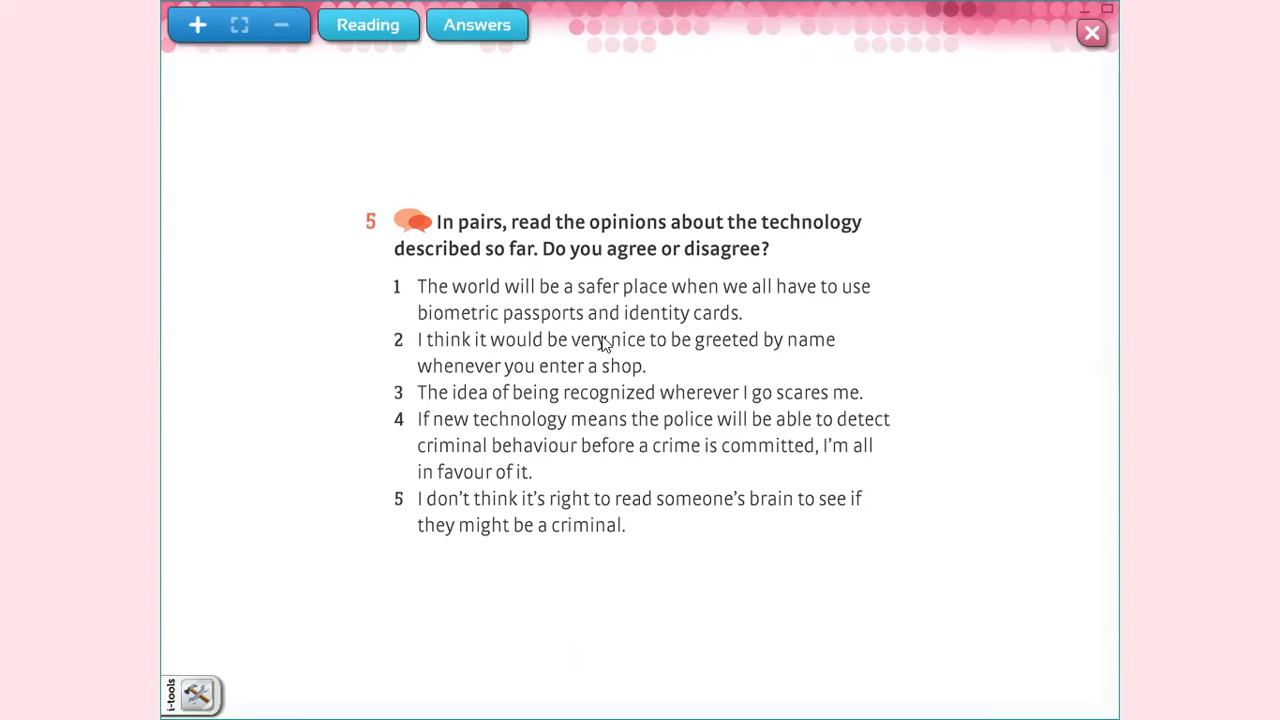 + −
Reading
Answers
5 In pairs, read the opinions about the technology
described so far. Do you agree or disagree?
1 The world will be a safer place when we all have to use
biometric passports and identity cards.
2 I think it would be very nice to be greeted by name
whenever you enter a shop.
3 The idea of being recognized wherever I go scares me.
4 If new technology means the police will be able to detect
criminal behaviour before a crime is committed, I’m all
in favour of it.
5 I don’t think it’s right to read someone’s brain to see if
they might be a criminal.
i-tools